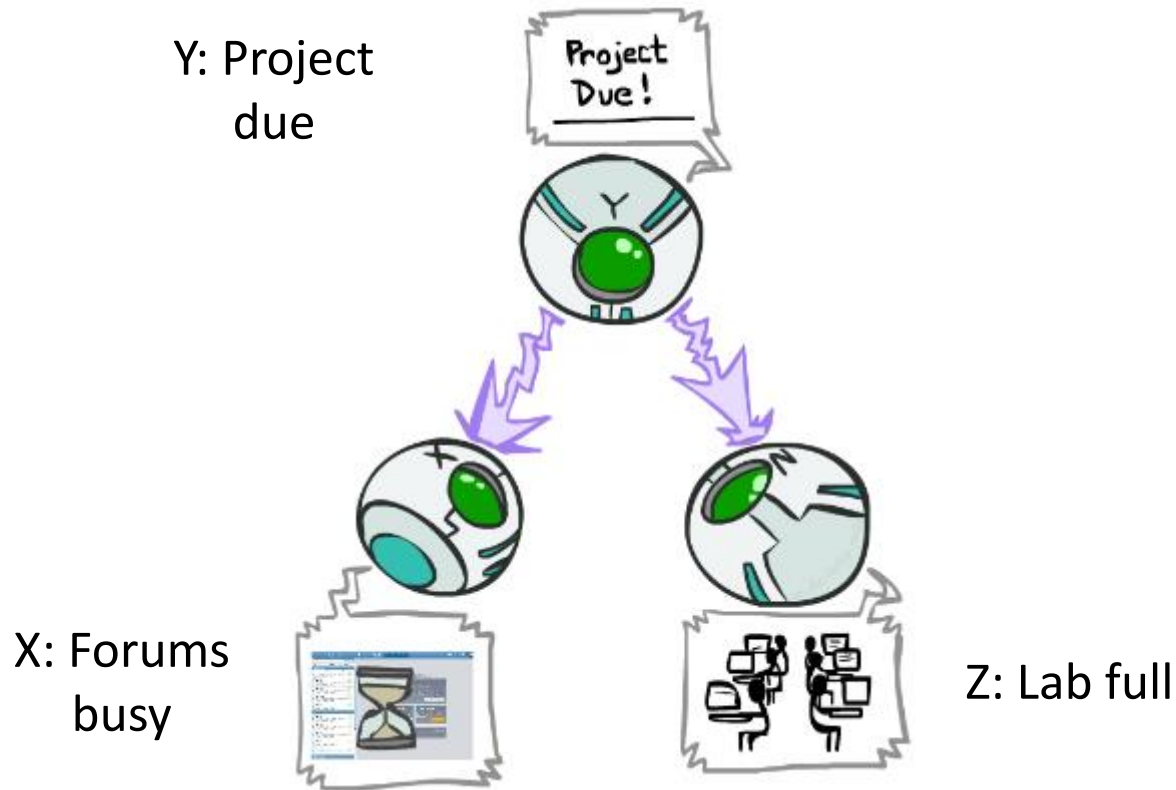 Y: Project
due
Project
Due!
Y
X
Z
X: Forums
busy
Z: Lab full